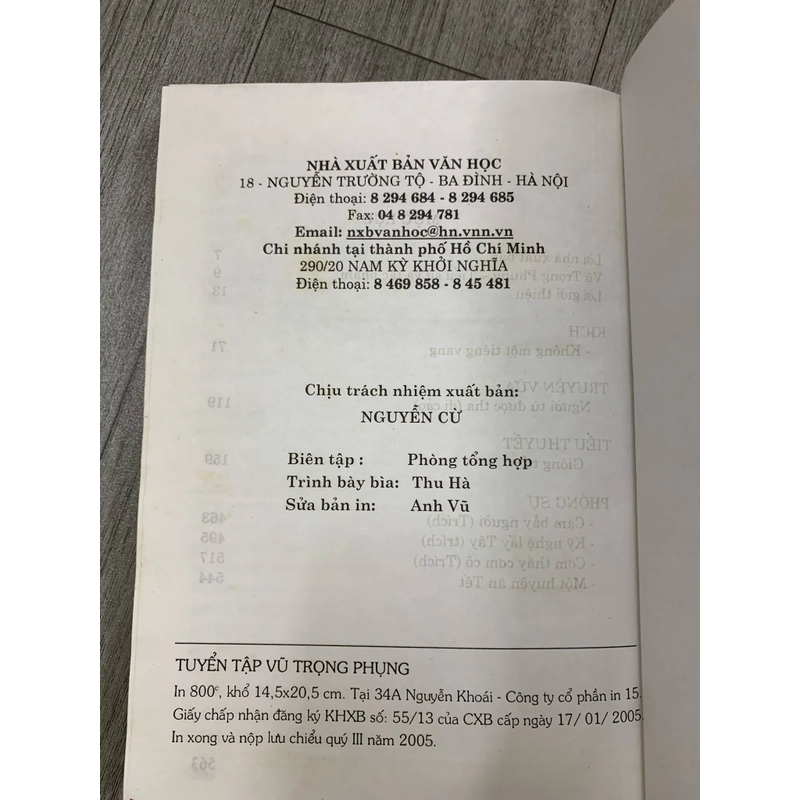 NHÀ XUẤT BẢN VĂN HỌC
18 - NGUYỄN TRƯỜNG TỘ - BA ĐÌNH - HÀ NỘI
Điện thoại: 8 294 684 - 8 294 685
Fax: 04 8 294 781
Email: nxbvanhoc@hn.vnn.vn
Chi nhánh tại thành phố Hồ Chí Minh
290/20 NAM KỲ KHỞI NGHĨA
Điện thoại: 8 469 858 - 8 45 481
Chịu trách nhiệm xuất bản:
NGUYỄN CỪ
Biên tập : Phòng tổng hợp
Trình bày bìa: Thu Hà
Sửa bản in: Anh Vũ
TUYỂN TẬP VŨ TRỌNG PHỤNG
In 800c, khổ 14,5x20,5 cm. Tại 34A Nguyễn Khoái - Công ty cổ phần in 15.
Giấy chấp nhận đăng ký KHXB số: 55/13 của CXB cấp ngày 17/ 01/ 2005.
In xong và nộp lưu chiểu quý III năm 2005.